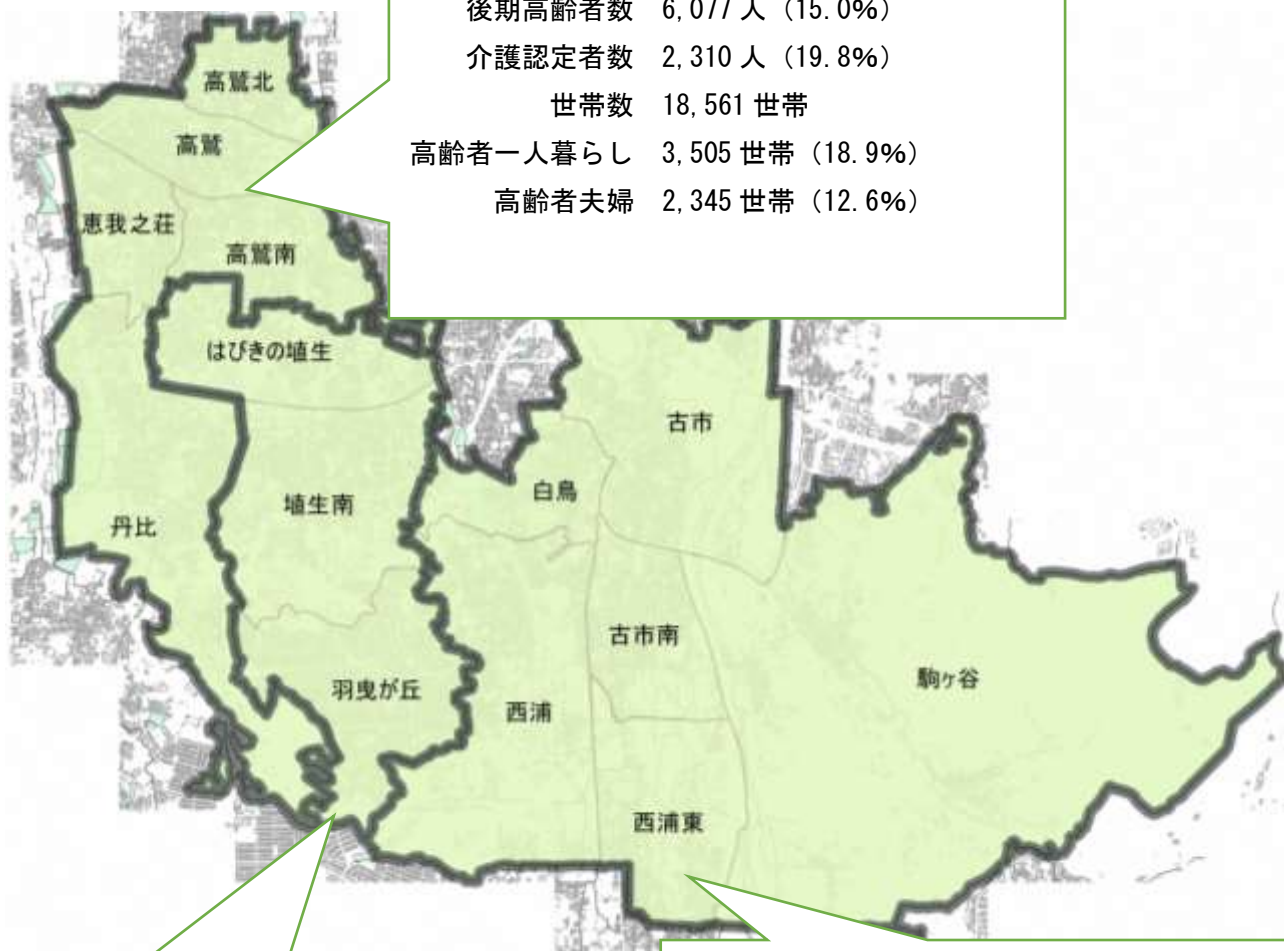 後期高齢者数 6,077人(15.0%)
介護認定者数 2,310人(19.8%)
世帯数 18,561世帯
高齢者一人暮らし 3,505世帯(18.9%)
高齢者夫婦 2,345世帯(12.6%)
高鷲北
高鷲
恵我之荘
高鷲南
はびきの埴生
古市
白鳥
埴生南
丹比
古市南
駒ヶ谷
羽曳が丘
西浦
西浦東